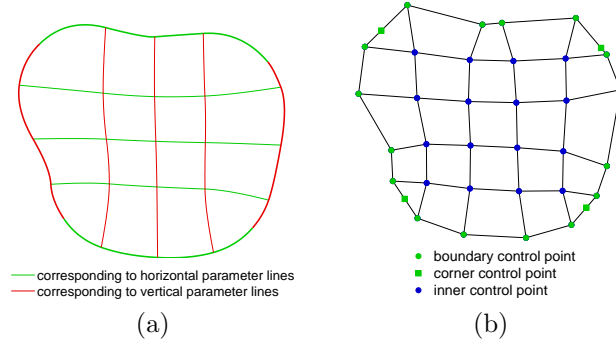 corresponding to horizontal parameter lines
corresponding to vertical parameter lines
(a)
boundary control point
corner control point
inner control point
(b)